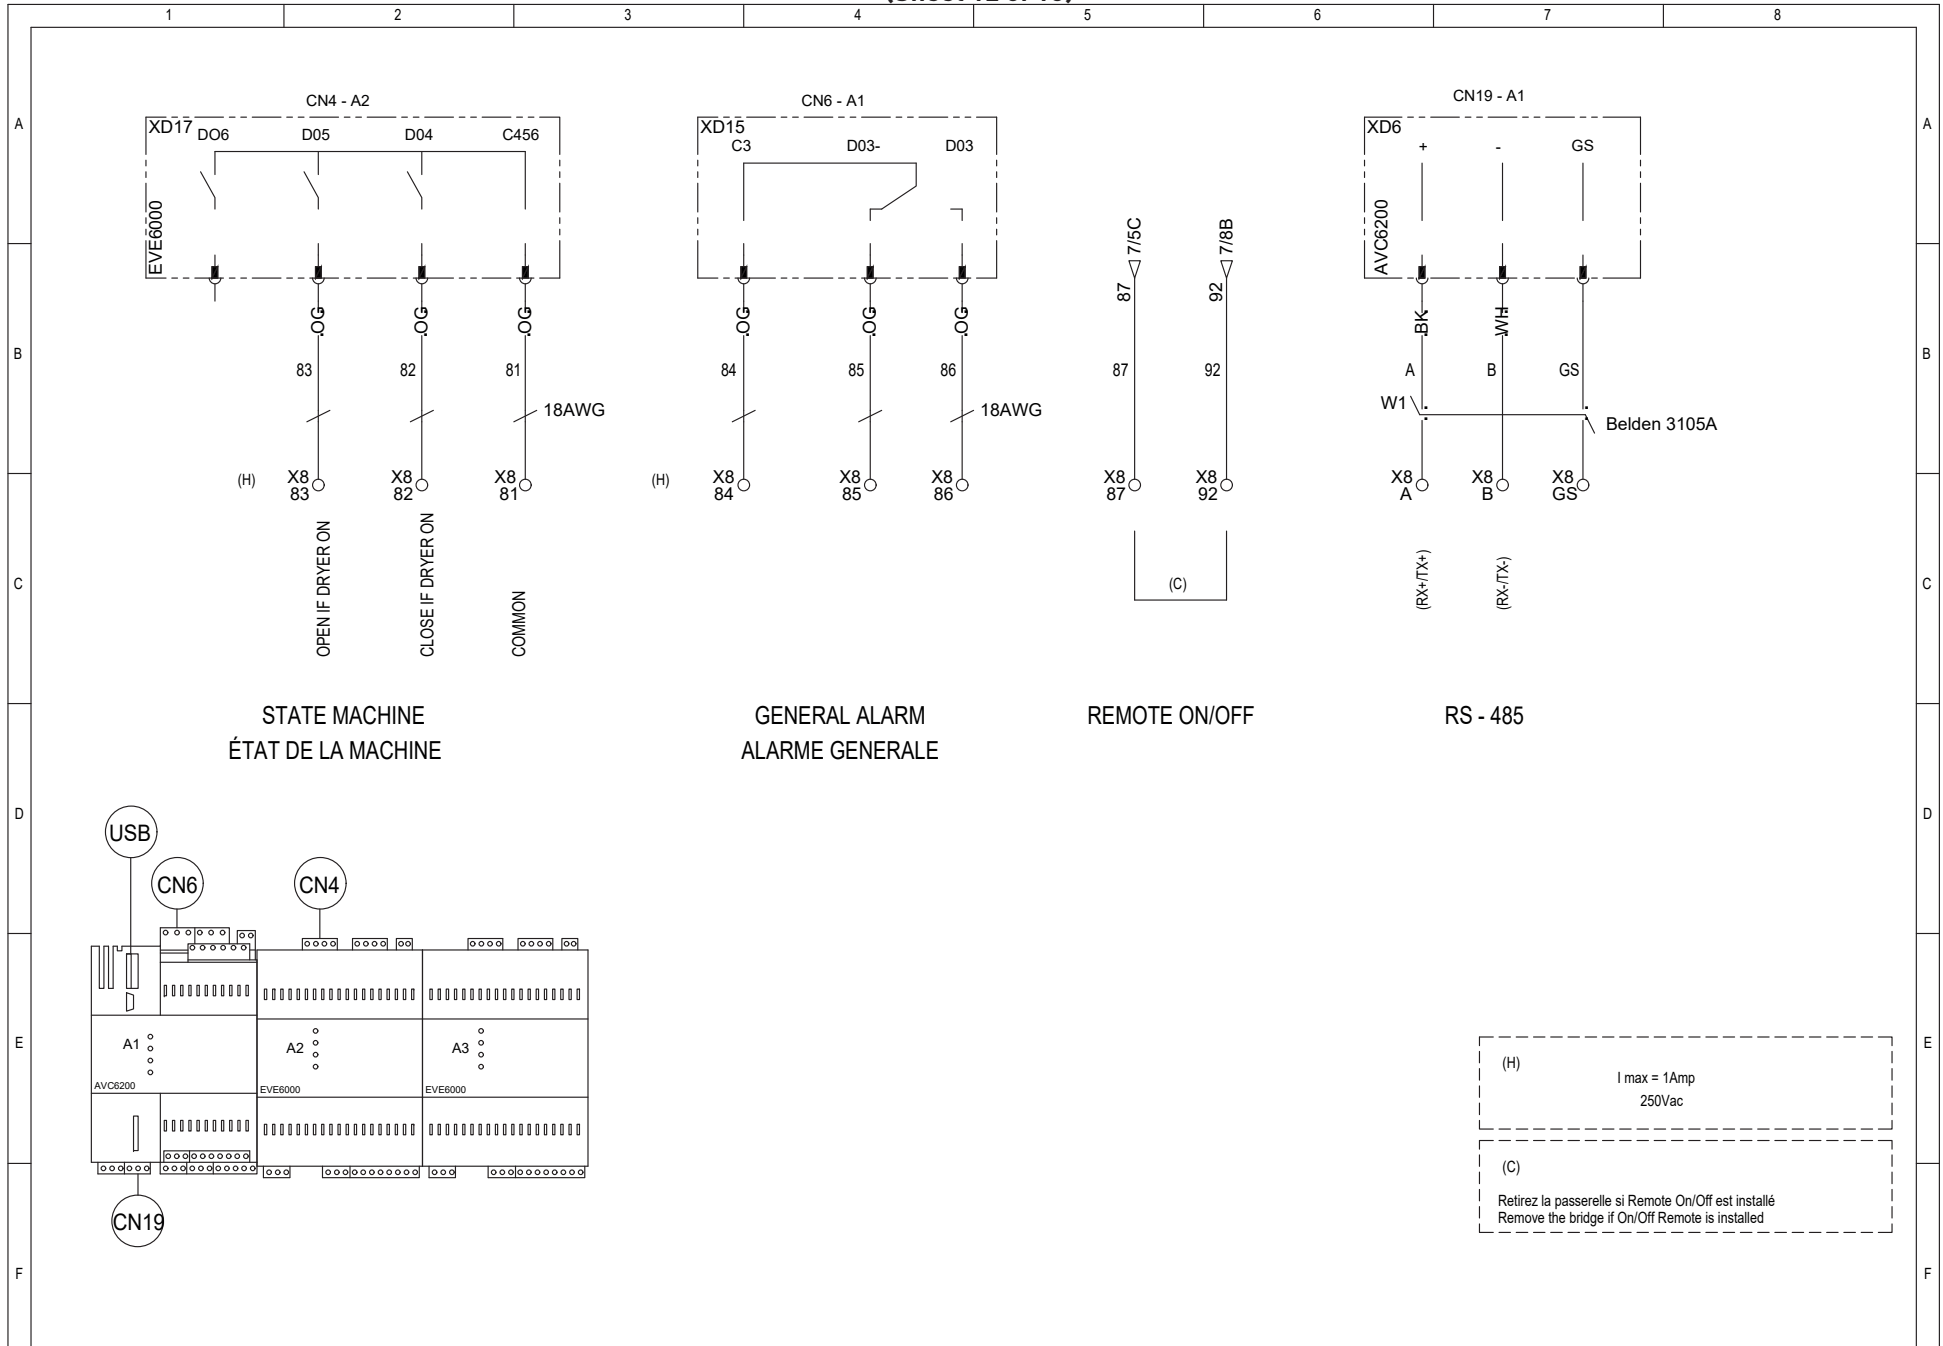 1 2 3 4 5 6 7 8
A A
B B
C C
D D
E E
F F
CN4 - A2
XD17
DO6 D05 D04 C456
EVE6000
.OG. .OG. .OG.
83 82 81
18AWG
(H)
X8 83
X8 82
X8 81
OPEN IF DRYER ON
CLOSE IF DRYER ON
COMMON
STATE MACHINE
ÉTAT DE LA MACHINE
CN6 - A1
XD15
C3 D03- D03
.OG. .OG. .OG.
84 85 86
18AWG
(H)
X8 84
X8 85
X8 86
GENERAL ALARM
ALARME GENERALE
7/5C 7/8B
87 92
87 92
X8 87
X8 92
(C)
REMOTE ON/OFF
CN19 - A1
XD6
+ - GS
AVC6200
BK WH
A B GS
W1
Belden 3105A
X8 A
X8 B
X8 GS
(RX+/TX+)
(RX-/TX-)
RS - 485
USB
CN6
CN4
A1
AVC6200
A2
EVE6000
A3
EVE6000
CN19
(H)
I max = 1Amp
250Vac
(C)
Retirez la passerelle si Remote On/Off est installé
Remove the bridge if On/Off Remote is installed